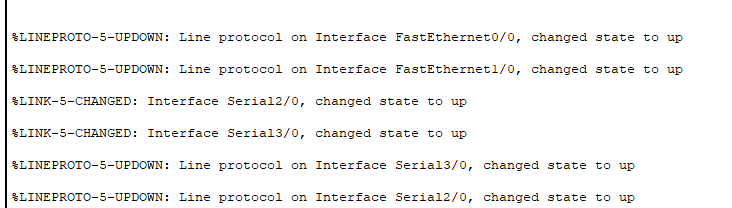 %LINEPROTO-5-UPDOWN: Line protocol on Interface FastEthernet0/0, changed state to up
%LINEPROTO-5-UPDOWN: Line protocol on Interface FastEthernet1/0, changed state to up
%LINK-5-CHANGED: Interface Serial2/0, changed state to up
%LINK-5-CHANGED: Interface Serial3/0, changed state to up
%LINEPROTO-5-UPDOWN: Line protocol on Interface Serial3/0, changed state to up
%LINEPROTO-5-UPDOWN: Line protocol on Interface Serial2/0, changed state to up